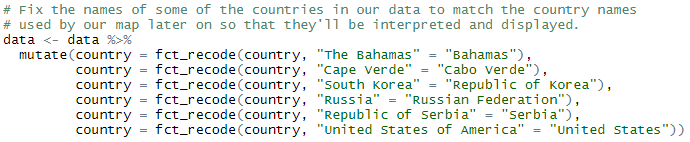 # Fix the names of some of the countries in our data to match the country names
# used by our map later on so that they'll be interpreted and displayed.
data <- data %>%
  mutate(country = fct_recode(country, "The Bahamas" = "Bahamas"),
         country = fct_recode(country, "Cape Verde" = "Cabo Verde"),
         country = fct_recode(country, "South Korea" = "Republic of Korea"),
         country = fct_recode(country, "Russia" = "Russian Federation"),
         country = fct_recode(country, "Republic of Serbia" = "Serbia"),
         country = fct_recode(country, "United States of America" = "United States"))